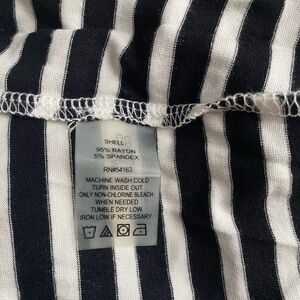 SHELL:
95% RAYON
5% SPANDEX
RN#54163
MACHINE WASH COLD
TURN INSIDE OUT
ONLY NON-CHLORINE BLEACH
WHEN NEEDED
TUMBLE DRY LOW
IRON LOW IF NECESSARY